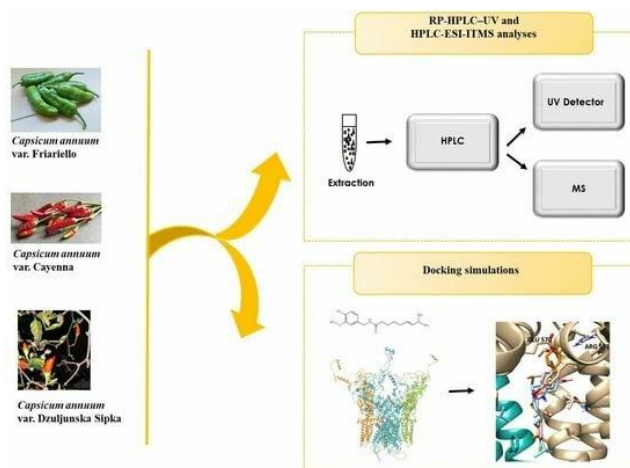 RP-HPLC–UV and
HPLC-ESI-ITMS analyses
Capsicum annuum
var. Friariello
Extraction
HPLC
UV Detector
MS
Capsicum annuum
var. Cayenna
Capsicum annuum
var. Dzuljunska Sipka
Docking simulations